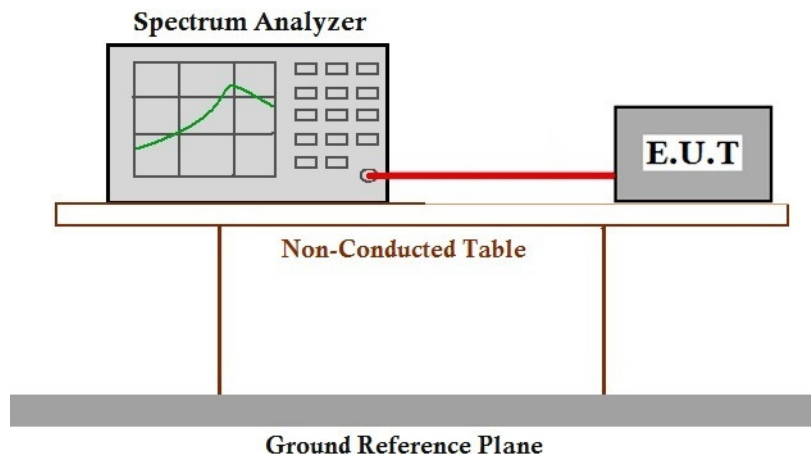 Spectrum Analyzer
E.U.T
Non-Conducted Table
Ground Reference Plane